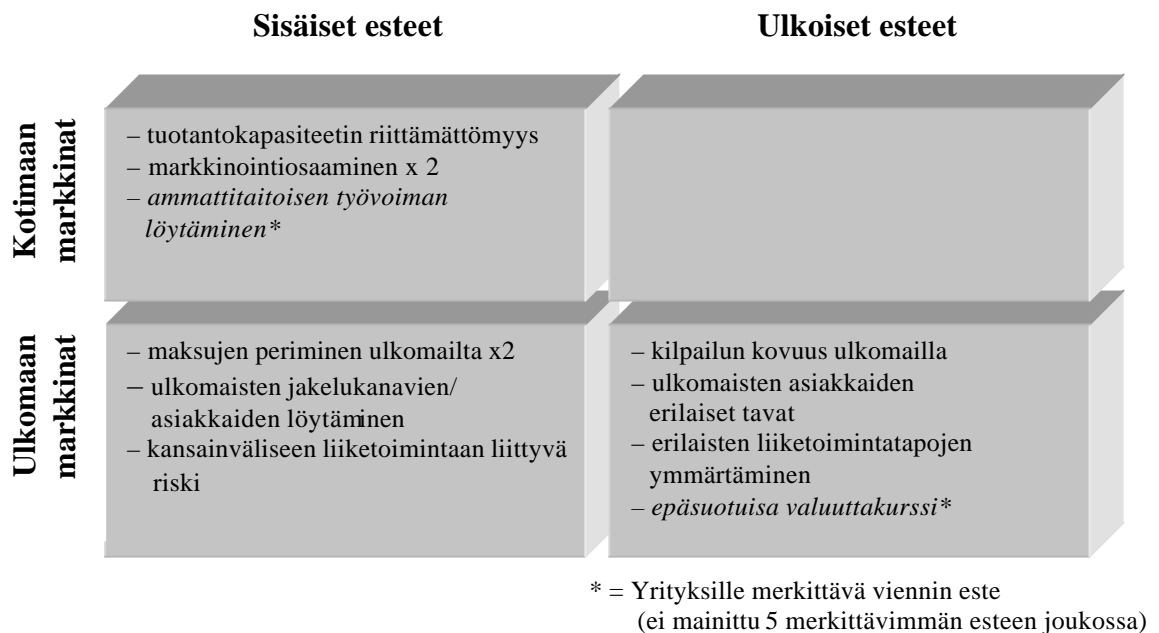 Sisäiset esteet
Ulkoiset esteet
Kotimaan
markkinat
– tuotantokapasiteetin riittämättömyys
– markkinointiosaaminen x 2
– ammattitaitoisen työvoiman
löytäminen*
Ulkomaan
markkinat
– maksujen periminen ulkomailta x2
– ulkomaisten jakelukanavien/
asiakkaiden löytäminen
– kansainväliseen liiketoimintaan liittyvä
riski
– kilpailun kovuus ulkomailla
– ulkomaisten asiakkaiden
erilaiset tavat
– erilaisten liiketoimintatapojen
ymmärtäminen
– epäsuotuisa valuuttakurssi*
* = Yrityksille merkittävä viennin este
(ei mainittu 5 merkittävimmän esteen joukossa)